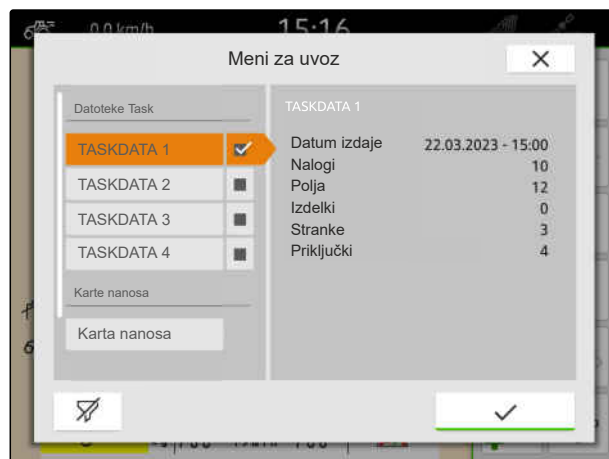 0.0 km/h
15:16
Meni za uvoz
Datoteke Task
TASKDATA 1
TASKDATA 2
TASKDATA 3
TASKDATA 4
Karte nanosa
Karta nanosa
TASKDATA 1
Datum izdaje 22.03.2023 - 15:00
Nalogi 10
Polja 12
Izdelki 0
Stranke 3
Priključki 4